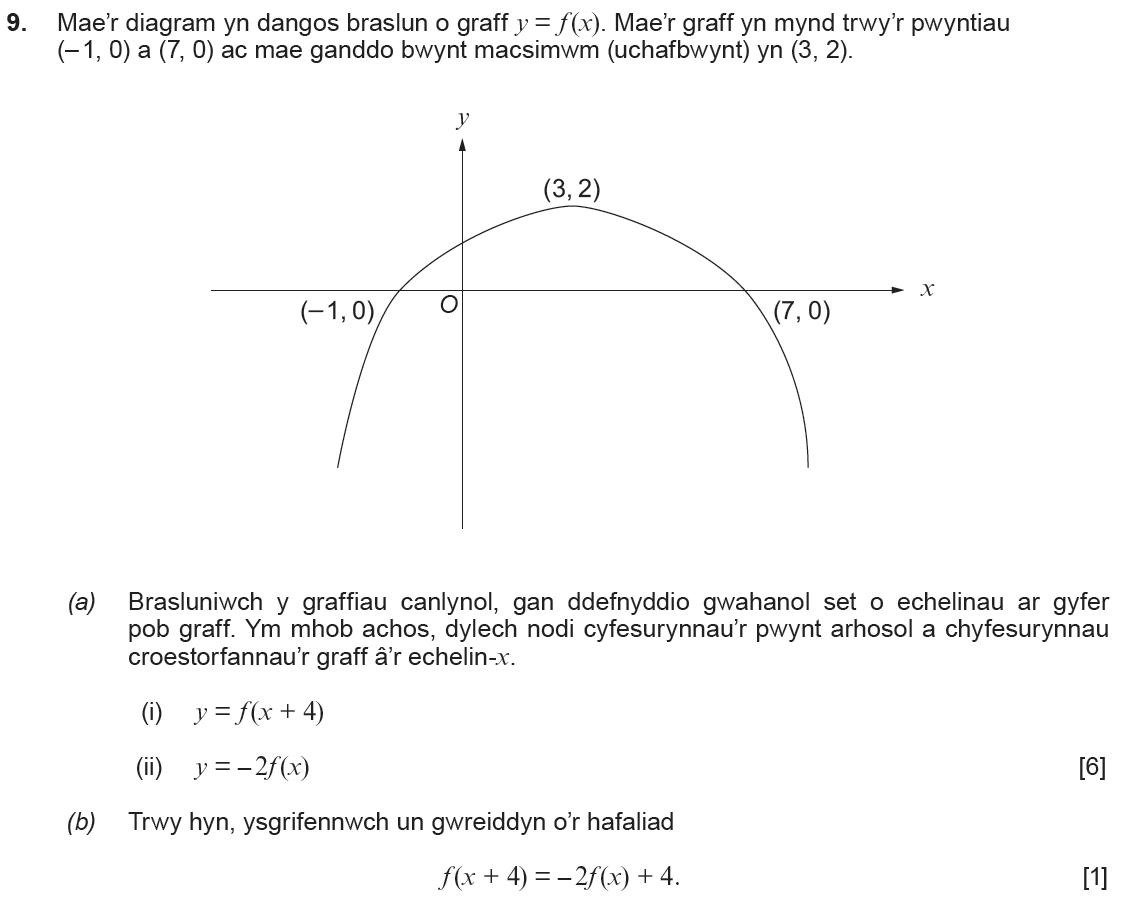 9. Mae'r diagram yn dangos braslun o graff y = f(x). Mae'r graff yn mynd trwy'r pwyntiau
(−1, 0) a (7, 0) ac mae ganddo bwynt macsimwm (uchafbwynt) yn (3, 2).
y
(3, 2)
x
(−1, 0)
O
(7, 0)
(a) Brasluniwch y graffiau canlynol, gan ddefnyddio gwahanol set o echelinau ar gyfer
pob graff. Ym mhob achos, dylech nodi cyfesurynnau'r pwynt arhosol a chyfesurynnau
croestorfannau'r graff â'r echelin-x.
(i) y = f(x + 4)
(ii) y = −2f(x) [6]
(b) Trwy hyn, ysgrifennwch un gwreiddyn o'r hafaliad
f(x + 4) = −2f(x) + 4. [1]